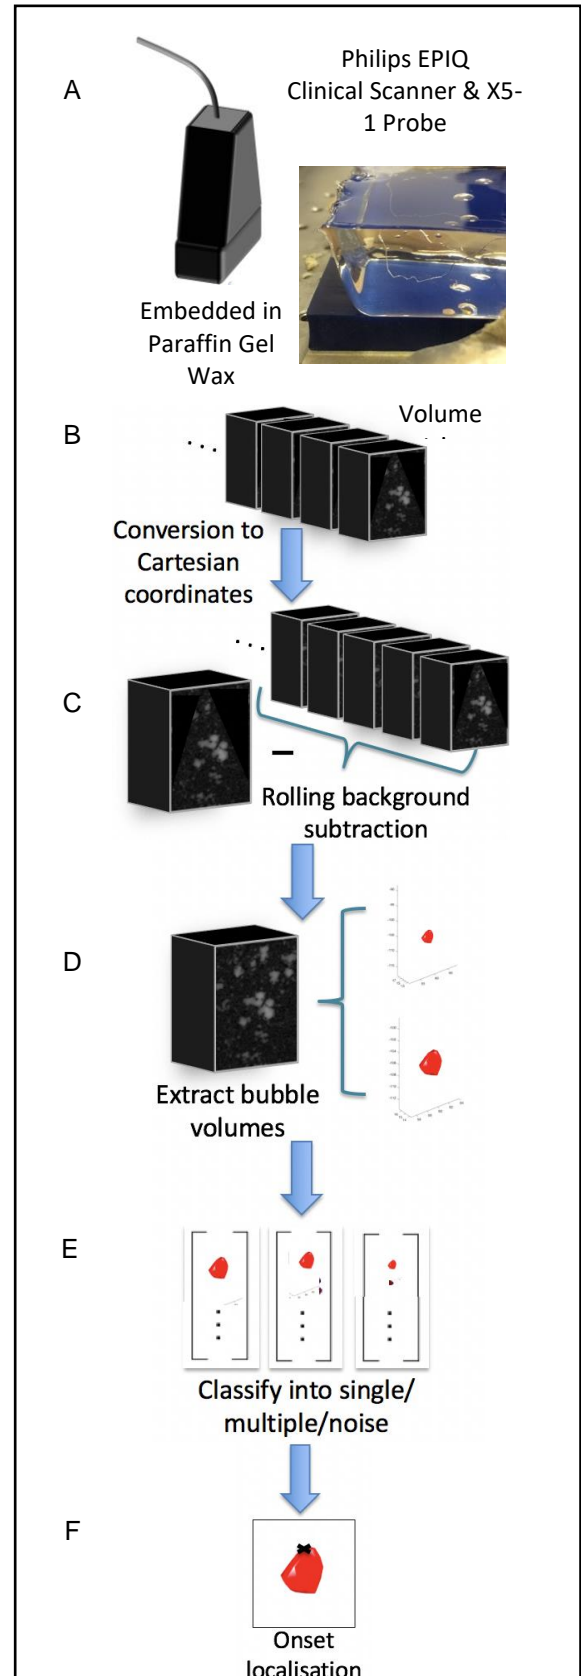 A
Philips EPIQ
Clinical Scanner & X5-
1 Probe
Embedded in
Paraffin Gel
Wax
B
Volume
Conversion to
Cartesian
coordinates
C
Rolling background
subtraction
D
Extract bubble
volumes
E
Classify into single/
multiple/noise
F
Onset
localisation